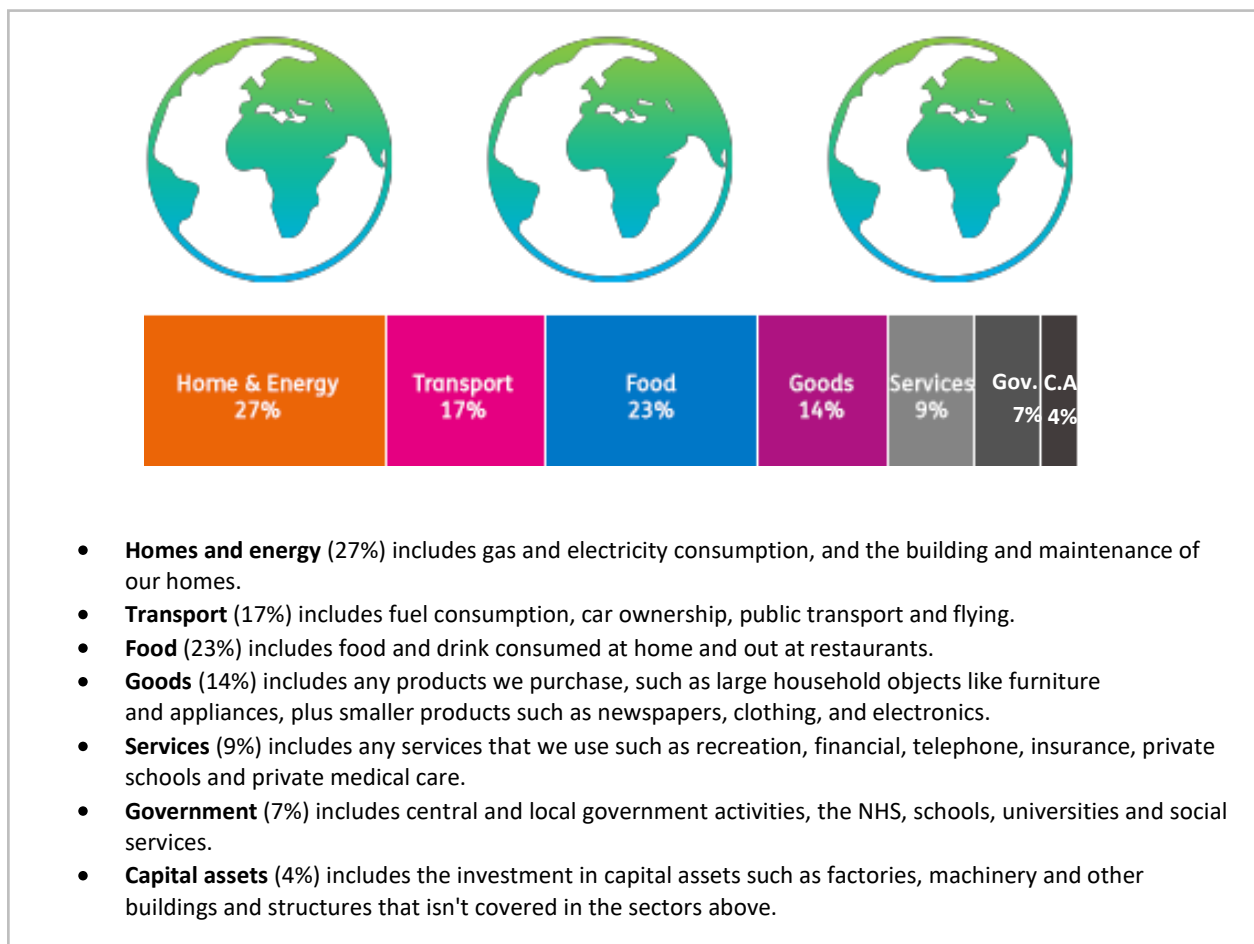 Home & Energy
27%
Transport
17%
Food
23%
Goods
14%
Services
9%
Gov.
7%
C.A
4%
• Homes and energy (27%) includes gas and electricity consumption, and the building and maintenance of
our homes.
• Transport (17%) includes fuel consumption, car ownership, public transport and flying.
• Food (23%) includes food and drink consumed at home and out at restaurants.
• Goods (14%) includes any products we purchase, such as large household objects like furniture
and appliances, plus smaller products such as newspapers, clothing, and electronics.
• Services (9%) includes any services that we use such as recreation, financial, telephone, insurance, private
schools and private medical care.
• Government (7%) includes central and local government activities, the NHS, schools, universities and social
services.
• Capital assets (4%) includes the investment in capital assets such as factories, machinery and other
buildings and structures that isn't covered in the sectors above.